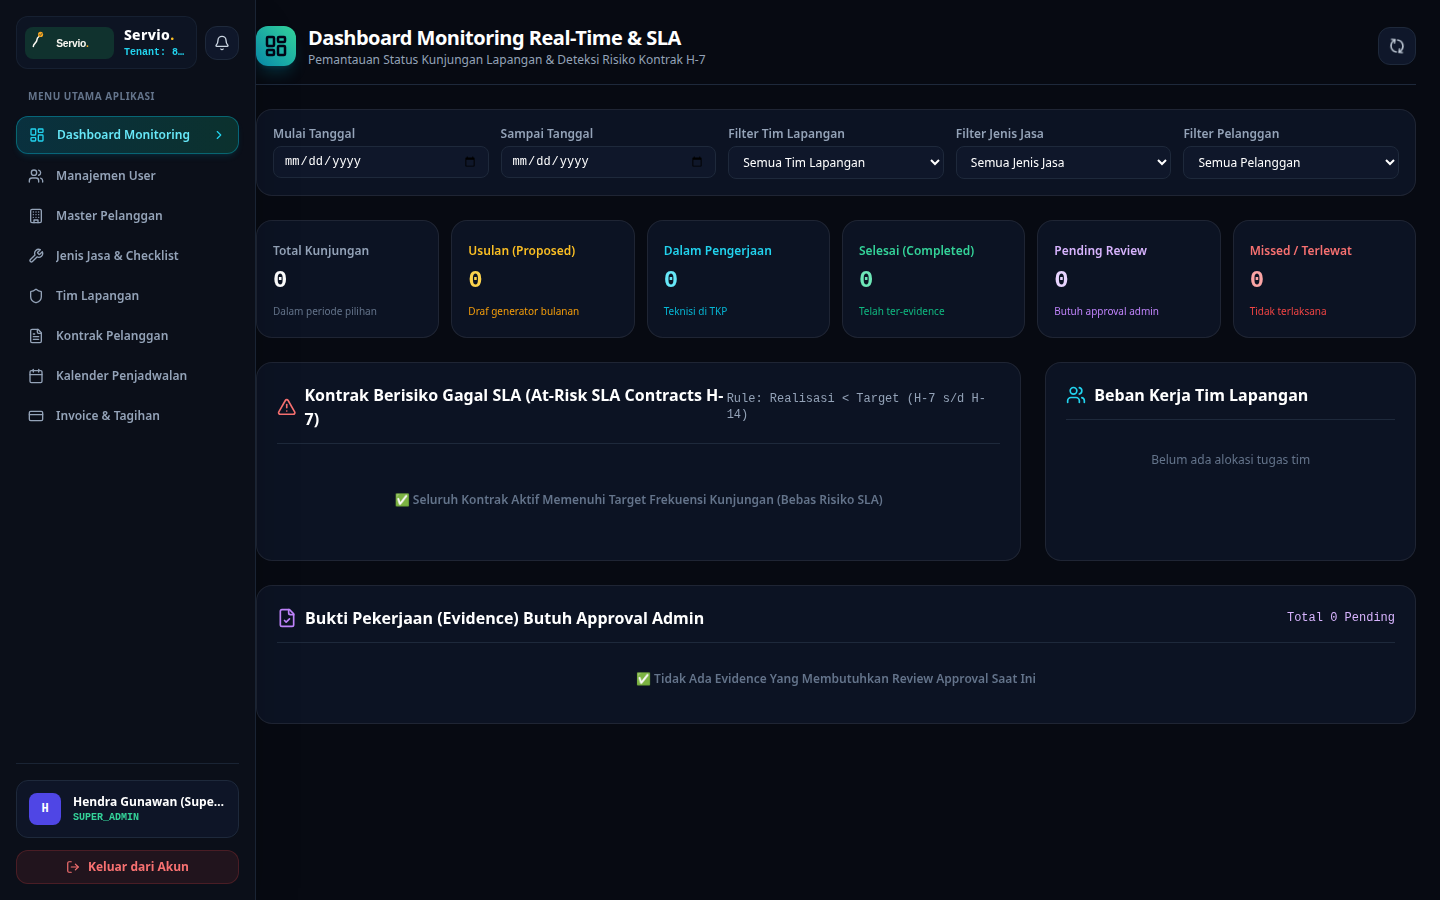 Servio.
Servio.
Tenant: 8…
MENU UTAMA APLIKASI
Dashboard Monitoring
Manajemen User
Master Pelanggan
Jenis Jasa & Checklist
Tim Lapangan
Kontrak Pelanggan
Kalender Penjadwalan
Invoice & Tagihan
H
Hendra Gunawan (Supe…
SUPER_ADMIN
Keluar dari Akun
Dashboard Monitoring Real-Time & SLA
Pemantauan Status Kunjungan Lapangan & Deteksi Risiko Kontrak H-7
Mulai Tanggal
mm/dd/yyyy
Sampai Tanggal
mm/dd/yyyy
Filter Tim Lapangan
Semua Tim Lapangan
Filter Jenis Jasa
Semua Jenis Jasa
Filter Pelanggan
Semua Pelanggan
Total Kunjungan
0
Dalam periode pilihan
Usulan (Proposed)
0
Draf generator bulanan
Dalam Pengerjaan
0
Teknisi di TKP
Selesai (Completed)
0
Telah ter-evidence
Pending Review
0
Butuh approval admin
Missed / Terlewat
0
Tidak terlaksana
Kontrak Berisiko Gagal SLA (At-Risk SLA Contracts H-
7)
Rule: Realisasi < Target (H-7 s/d H-
14)
✅ Seluruh Kontrak Aktif Memenuhi Target Frekuensi Kunjungan (Bebas Risiko SLA)
Beban Kerja Tim Lapangan
Belum ada alokasi tugas tim
Bukti Pekerjaan (Evidence) Butuh Approval Admin
Total 0 Pending
✅ Tidak Ada Evidence Yang Membutuhkan Review Approval Saat Ini